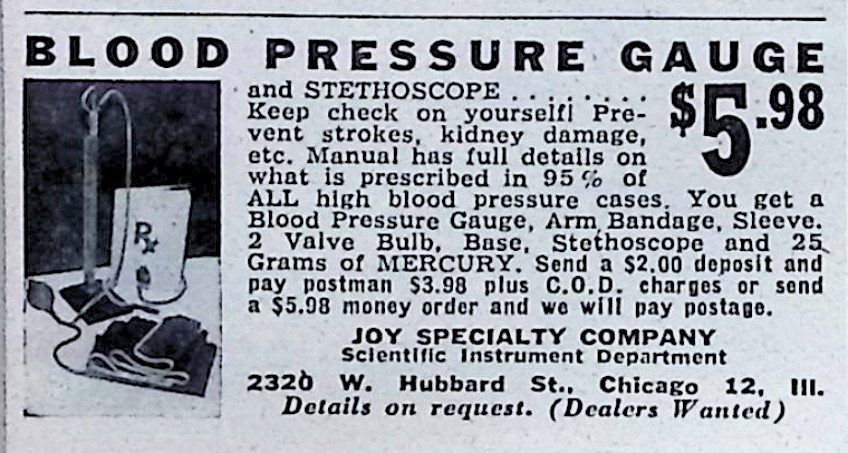 BLOOD PRESSURE GAUGE
and STETHOSCOPE . . . . . . . .
$5.98
Keep check on yourself! Pre-
vent strokes, kidney damage,
etc. Manual has full details on
what is prescribed in 95% of
ALL high blood pressure cases. You get a
Blood Pressure Gauge, Arm Bandage, Sleeve.
2 Valve Bulb, Base, Stethoscope and 25
Grams of MERCURY. Send a $2.00 deposit and
pay postman $3.98 plus C.O.D. charges or send
a $5.98 money order and we will pay postage.
Rx
JOY SPECIALTY COMPANY
Scientific Instrument Department
2320 W. Hubbard St., Chicago 12, Ill.
Details on request. (Dealers Wanted)